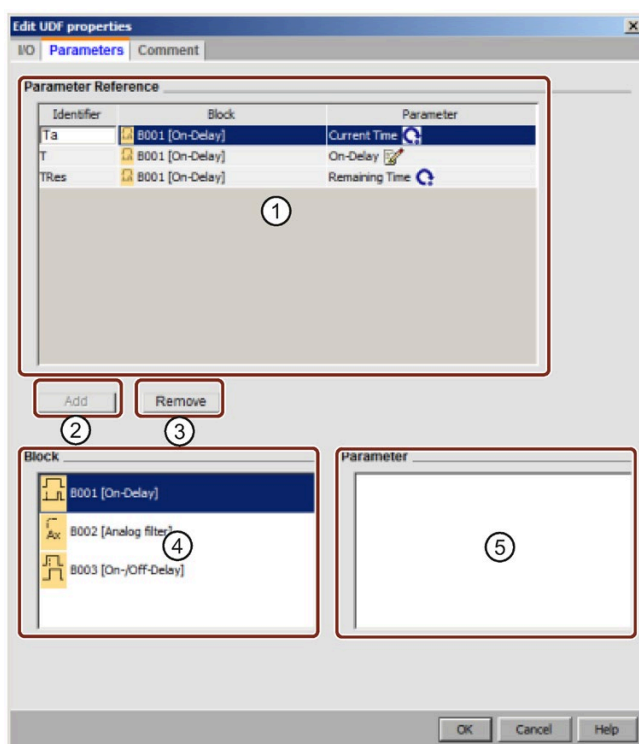 Edit UDF properties
I/O Parameters Comment
Parameter Reference
Identifier Block Parameter
Ta B001 [On-Delay] Current Time
T B001 [On-Delay] On-Delay
TRes B001 [On-Delay] Remaining Time
1
Add Remove
2 3
Block Parameter
B001 [On-Delay]
Ax B002 [Analog filter]
4 5
B003 [On-/Off-Delay]
OK Cancel Help